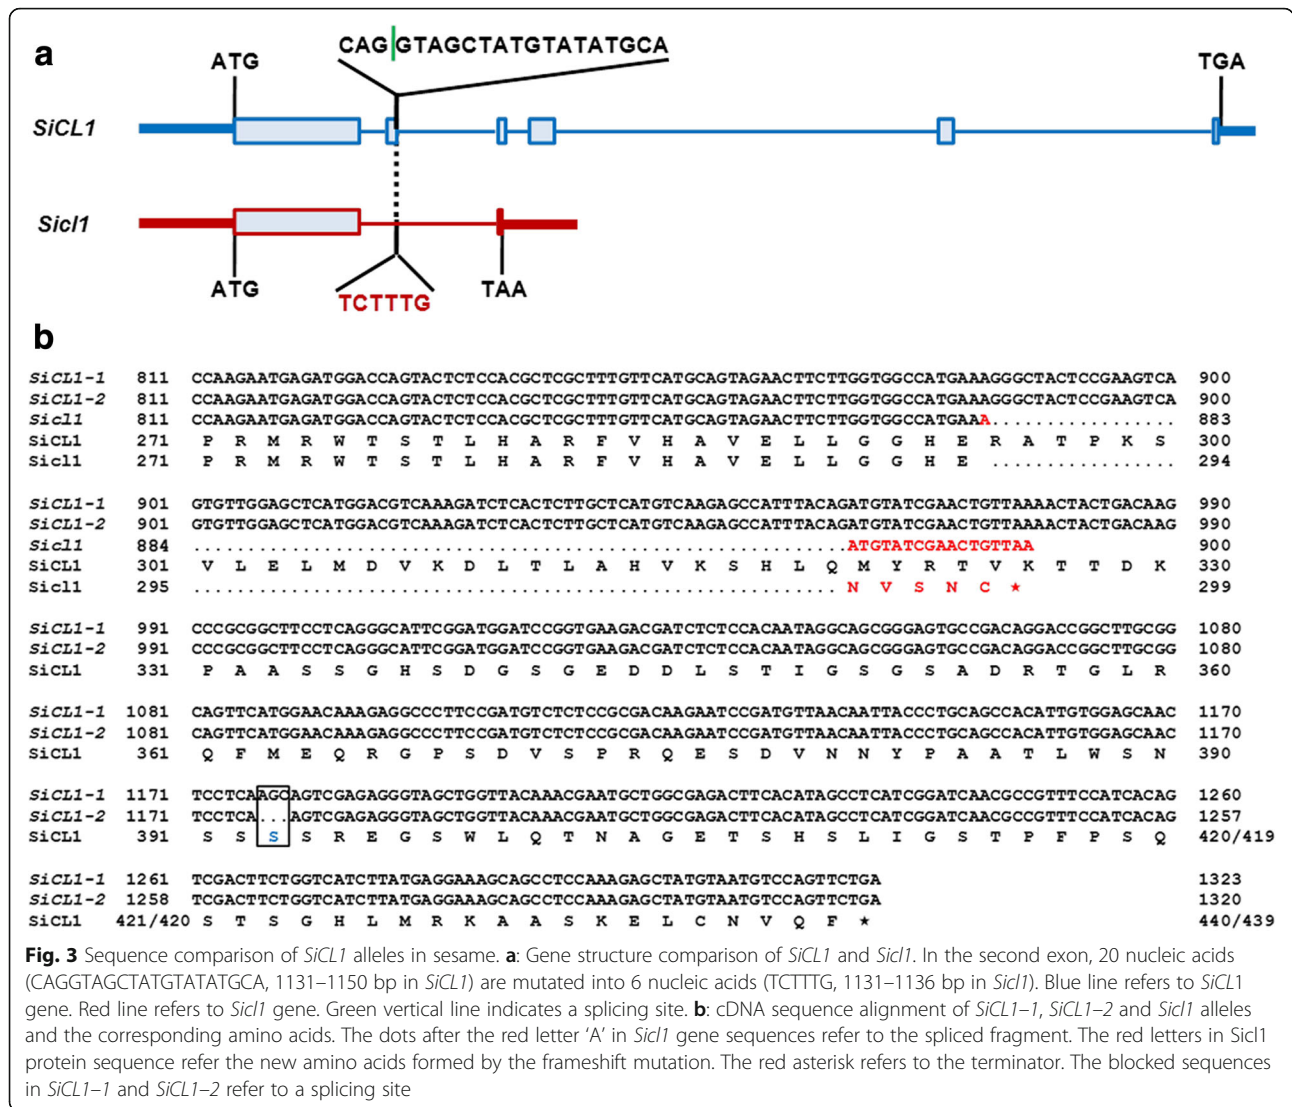 a
CAG GTAGCTATGTATATGCA
ATG
TGA
SiCL1
Sicl1
ATG
TAA
TCTTTG
b
SiCL1-1 811 CCAAGAATGAGATGGACCAGTACTCTCCACGCTCGCTTTGTTCATGCAGTAGAACTTCTTGGTGGCCATGAAAGGGCTACTCCGAAGTCA 900
SiCL1-2 811 CCAAGAATGAGATGGACCAGTACTCTCCACGCTCGCTTTGTTCATGCAGTAGAACTTCTTGGTGGCCATGAAAGGGCTACTCCGAAGTCA 900
Sicl1 811 CCAAGAATGAGATGGACCAGTACTCTCCACGCTCGCTTTGTTCATGCAGTAGAACTTCTTGGTGGCCATGAAA................. 883
SiCL1 271 P R M R W T S T L H A R F V H A V E L L G G H E R A T P K S 300
Sicl1 271 P R M R W T S T L H A R F V H A V E L L G G H E ................. 294
SiCL1-1 901 GTGTTGGAGCTCATGGACGTCAAAGATCTCACTCTTGCTCATGTCAAGAGCCATTTACAGATGTATCGAACTGTTAAAACTACTGACAAG 990
SiCL1-2 901 GTGTTGGAGCTCATGGACGTCAAAGATCTCACTCTTGCTCATGTCAAGAGCCATTTACAGATGTATCGAACTGTTAAAACTACTGACAAG 990
Sicl1 884 ............................................................ATGTATCGAACTGTTAA 900
SiCL1 301 V L E L M D V K D L T L A H V K S H L Q M Y R T V K T T D K 330
Sicl1 295 ........................................................... N V S N C ★ 299
SiCL1-1 991 CCCGCGGCTTCCTCAGGGCATTCGGATGGATCCGGTGAAGACGATCTCTCCACAATAGGCAGCGGGAGTGCCGACAGGACCGGCTTGCGG 1080
SiCL1-2 991 CCCGCGGCTTCCTCAGGGCATTCGGATGGATCCGGTGAAGACGATCTCTCCACAATAGGCAGCGGGAGTGCCGACAGGACCGGCTTGCGG 1080
SiCL1 331 P A A S S G H S D G S G E D D L S T I G S G S A D R T G L R 360
SiCL1-1 1081 CAGTTCATGGAACAAAGAGGCCCTTCCGATGTCTCTCCGCGACAAGAATCCGATGTTAACAATTACCCTGCAGCCACATTGTGGAGCAAC 1170
SiCL1-2 1081 CAGTTCATGGAACAAAGAGGCCCTTCCGATGTCTCTCCGCGACAAGAATCCGATGTTAACAATTACCCTGCAGCCACATTGTGGAGCAAC 1170
SiCL1 361 Q F M E Q R G P S D V S P R Q E S D V N N Y P A A T L W S N 390
SiCL1-1 1171 TCCTCAAGCAGTCGAGAGGGTAGCTGGTTACAAACGAATGCTGGCGAGACTTCACATAGCCTCATCGGATCAACGCCGTTTCCATCACAG 1260
SiCL1-2 1171 TCCTCA...AGTCGAGAGGGTAGCTGGTTACAAACGAATGCTGGCGAGACTTCACATAGCCTCATCGGATCAACGCCGTTTCCATCACAG 1257
SiCL1 391 S S S S R E G S W L Q T N A G E T S H S L I G S T P F P S Q 420/419
SiCL1-1 1261 TCGACTTCTGGTCATCTTATGAGGAAAGCAGCCTCCAAAGAGCTATGTAATGTCCAGTTCTGA 1323
SiCL1-2 1258 TCGACTTCTGGTCATCTTATGAGGAAAGCAGCCTCCAAAGAGCTATGTAATGTCCAGTTCTGA 1320
SiCL1 421/420 S T S G H L M R K A A S K E L C N V Q F ★ 440/439
Fig. 3 Sequence comparison of SiCL1 alleles in sesame. a: Gene structure comparison of SiCL1 and Sicl1. In the second exon, 20 nucleic acids
(CAGGTAGCTATGTATATGCA, 1131–1150 bp in SiCL1) are mutated into 6 nucleic acids (TCTTTG, 1131–1136 bp in Sicl1). Blue line refers to SiCL1
gene. Red line refers to Sicl1 gene. Green vertical line indicates a splicing site. b: cDNA sequence alignment of SiCL1–1, SiCL1–2 and Sicl1 alleles
and the corresponding amino acids. The dots after the red letter ‘A’ in Sicl1 gene sequences refer to the spliced fragment. The red letters in Sicl1
protein sequence refer the new amino acids formed by the frameshift mutation. The red asterisk refers to the terminator. The blocked sequences
in SiCL1–1 and SiCL1–2 refer to a splicing site